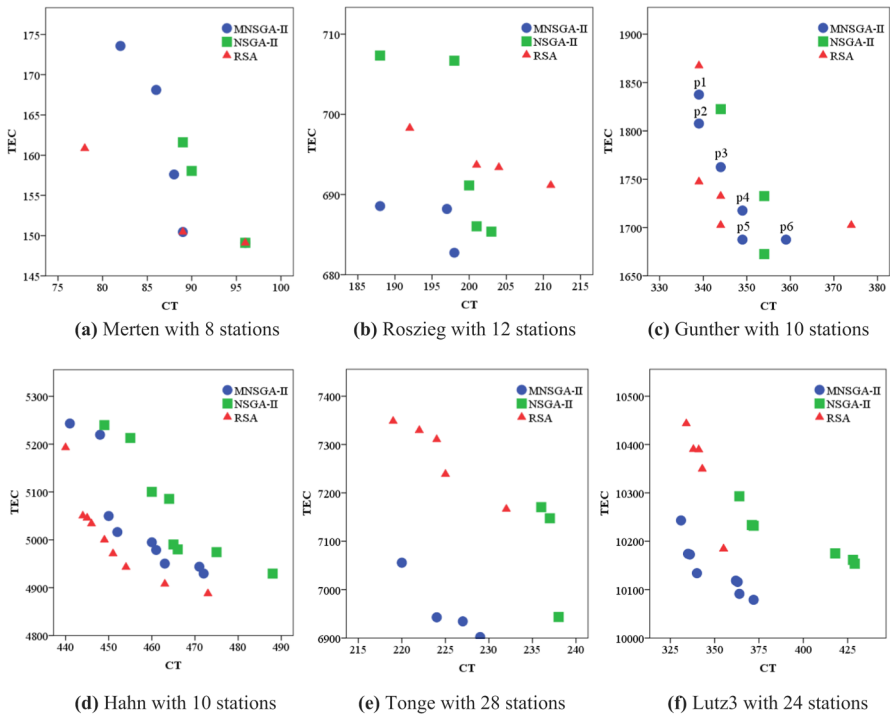 MNSGA-II
NSGA-II
RSA
TEC
175
170
165
160
155
150
145
75
80
85
90
95
100
CT
(a) Merten with 8 stations
MNSGA-II
NSGA-II
RSA
TEC
710
700
690
680
185
190
195
200
205
210
215
CT
(b) Roszieg with 12 stations
MNSGA-II
NSGA-II
RSA
TEC
1900
1850
1800
1750
1700
1650
p1
p2
p3
p4
p5
p6
330
340
350
360
370
380
CT
(c) Gunther with 10 stations
MNSGA-II
NSGA-II
RSA
TEC
5300
5200
5100
5000
4900
4800
440
450
460
470
480
490
CT
(d) Hahn with 10 stations
MNSGA-II
NSGA-II
RSA
TEC
7400
7300
7200
7100
7000
6900
215
220
225
230
235
240
CT
(e) Tonge with 28 stations
MNSGA-II
NSGA-II
RSA
TEC
10500
10400
10300
10200
10100
10000
325
350
375
400
425
CT
(f) Lutz3 with 24 stations